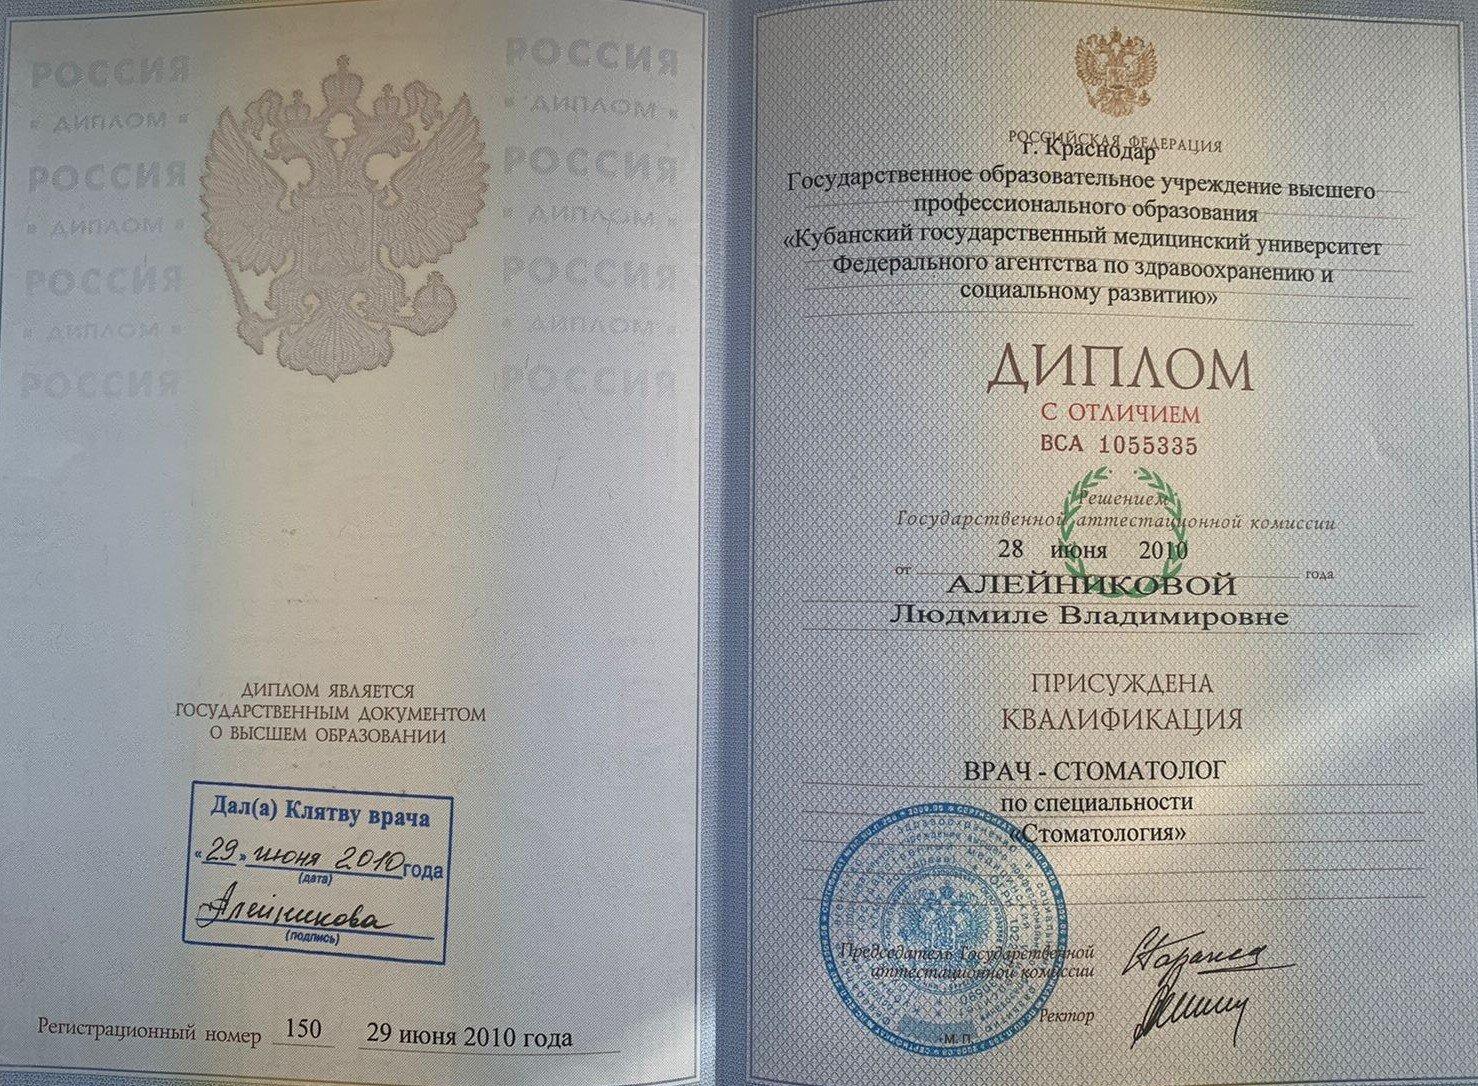 РОССИЯ
ДИПЛОМ
РОССИЯ
ДИПЛОМ
РОССИЯ
ДИПЛОМ
РОССИЯ
РОССИЯ
ДИПЛОМ
РОССИЯ
ДИПЛОМ
РОССИЯ
ДИПЛОМ
РОССИЯ
ДИПЛОМ ЯВЛЯЕТСЯ
ГОСУДАРСТВЕННЫМ ДОКУМЕНТОМ
О ВЫСШЕМ ОБРАЗОВАНИИ
Дал(а) Клятву врача
«29» июня 2010 года
(дата)
Алейникова
(подпись)
Регистрационный номер 150 29 июня 2010 года
РОССИЙСКАЯ ФЕДЕРАЦИЯ
г. Краснодар
Государственное образовательное учреждение высшего
профессионального образования
«Кубанский государственный медицинский университет
Федерального агентства по здравоохранению и
социальному развитию»
ДИПЛОМ
С ОТЛИЧИЕМ
ВСА 1055335
Решением
Государственной аттестационной комиссии
от 28 июня 2010 года
АЛЕЙНИКОВОЙ
Людмиле Владимировне
ПРИСУЖДЕНА
КВАЛИФИКАЦИЯ
ВРАЧ - СТОМАТОЛОГ
по специальности
«Стоматология»
Председатель Государственной
аттестационной комиссии
Ректор
М. П.